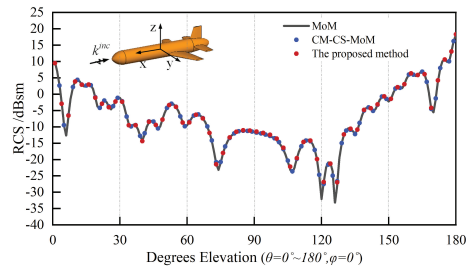 25
20
15
10
5
0
-5
-10
-15
-20
-25
-30
-35
-40
RCS /dBsm
z
k^inc
x
y
MoM
CM-CS-MoM
The proposed method
0 30 60 90 120 150 180
Degrees Elevation (θ=0°~180°,φ=0°)